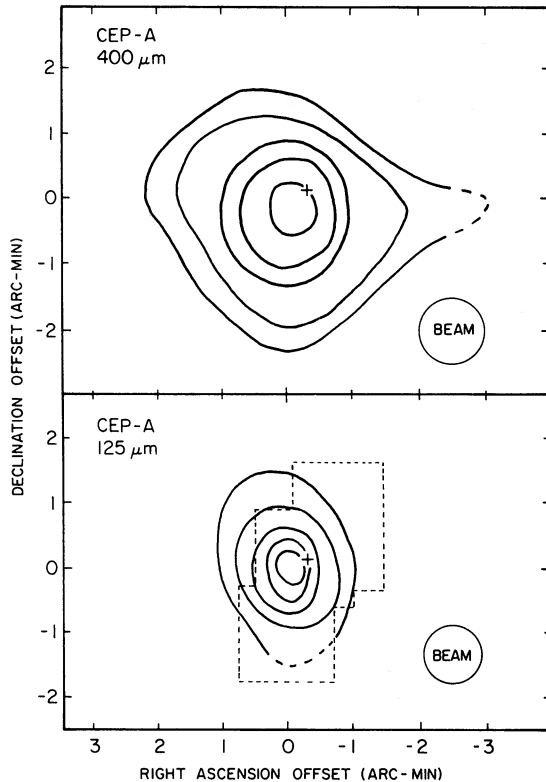 CEP-A
400 μm
2
1
0
-1
-2
BEAM
DECLINATION OFFSET (ARC-MIN)
CEP-A
125 μm
2
1
0
-1
-2
BEAM
3 2 1 0 -1 -2 -3
RIGHT ASCENSION OFFSET (ARC-MIN)